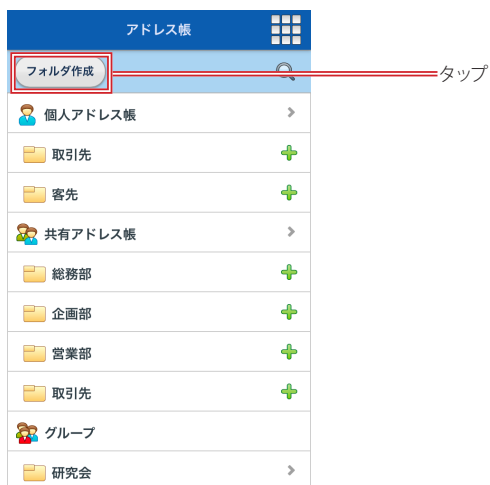 アドレス帳
フォルダ作成
タップ
個人アドレス帳
取引先
客先
共有アドレス帳
総務部
企画部
営業部
取引先
グループ
研究会